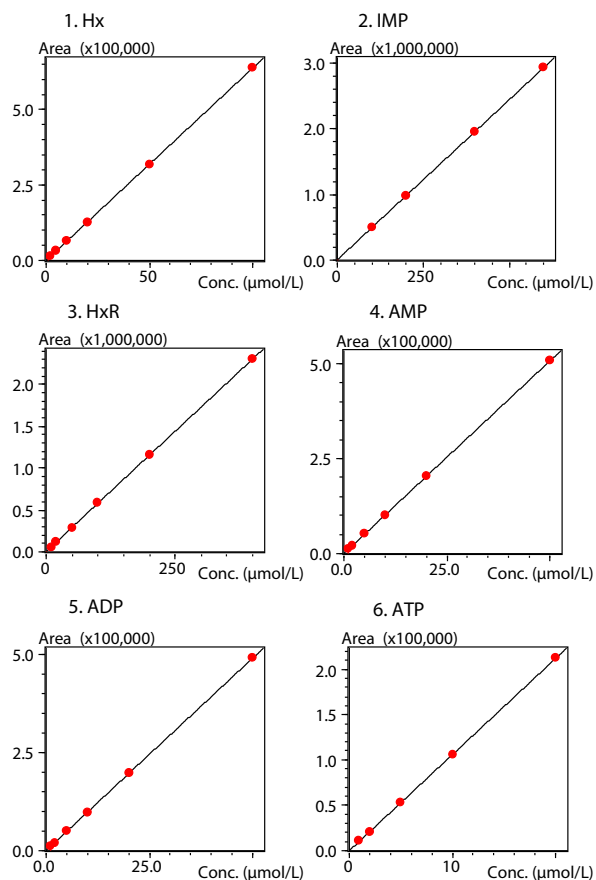 1. Hx
Area (x100,000)
5.0
2.5
0.0
0
50
Conc. (μmol/L)
2. IMP
Area (x1,000,000)
3.0
2.0
1.0
0.0
0
250
Conc. (μmol/L)
3. HxR
Area (x1,000,000)
2.0
1.0
0.0
0
250
Conc. (μmol/L)
4. AMP
Area (x100,000)
5.0
2.5
0.0
0.0
25.0
Conc. (μmol/L)
5. ADP
Area (x100,000)
5.0
2.5
0.0
0.0
25.0
Conc. (μmol/L)
6. ATP
Area (x100,000)
2.0
1.5
1.0
0.5
0.0
0
10
Conc. (μmol/L)